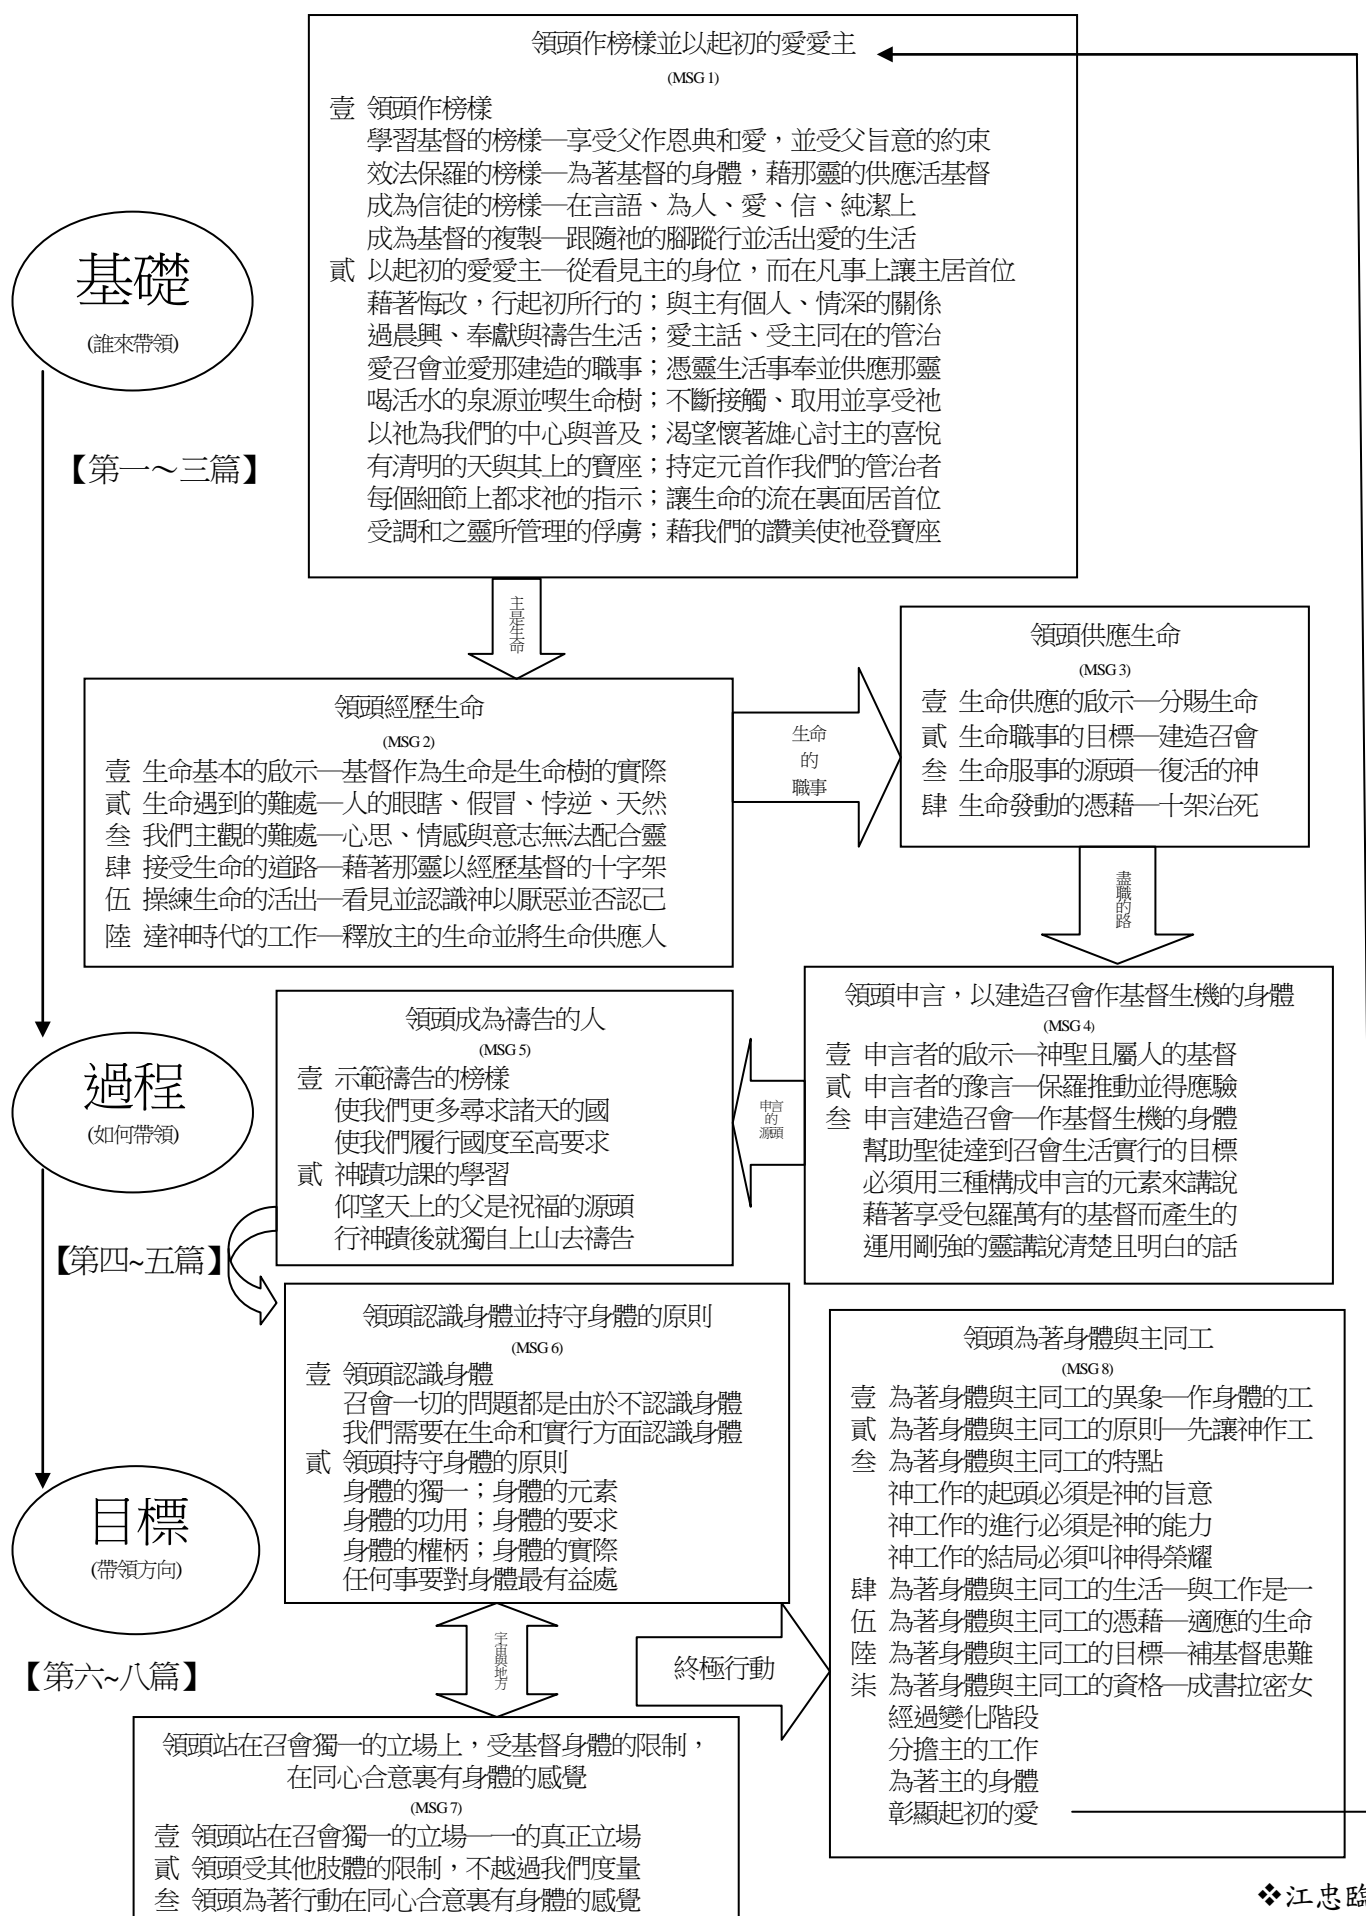 領頭作榜樣並以起初的愛愛主
(MSG 1)
壹 領頭作榜樣
學習基督的榜樣─享受父作恩典和愛，並受父旨意的約束
效法保羅的榜樣─為著基督的身體，藉那靈的供應活基督
成為信徒的榜樣─在言語、為人、愛、信、純潔上
成為基督的複製─跟隨祂的腳蹤行並活出愛的生活
貳 以起初的愛愛主─從看見主的身位，而在凡事上讓主居首位
藉著悔改，行起初所行的；與主有個人、情深的關係
過晨興、奉獻與禱告生活；愛主話、受主同在的管治
愛召會並愛那建造的職事；憑靈生活事奉並供應那靈
喝活水的泉源並喫生命樹；不斷接觸、取用並享受祂
以祂為我們的中心與普及；渴望懷著雄心討主的喜悅
有清明的天與其上的寶座；持定元首作我們的管治者
每個細節上都求祂的指示；讓生命的流在裏面居首位
受調和之靈所管理的俘虜；藉我們的讚美使祂登寶座
基礎
(誰來帶領)
【第一～三篇】
主是生命
領頭經歷生命
(MSG 2)
壹 生命基本的啟示─基督作為生命是生命樹的實際
貳 生命遇到的難處─人的眼瞎、假冒、悖逆、天然
叁 我們主觀的難處─心思、情感與意志無法配合靈
肆 接受生命的道路─藉著那靈以經歷基督的十字架
伍 操練生命的活出─看見並認識神以厭惡並否認己
陸 達神時代的工作─釋放主的生命並將生命供應人
生命
的
職事
領頭供應生命
(MSG 3)
壹 生命供應的啟示─分賜生命
貳 生命職事的目標─建造召會
叁 生命服事的源頭─復活的神
肆 生命發動的憑藉─十架治死
盡職的路
領頭申言，以建造召會作基督生機的身體
(MSG 4)
壹 申言者的啟示─神聖且屬人的基督
貳 申言者的豫言─保羅推動並得應驗
叁 申言建造召會─作基督生機的身體
幫助聖徒達到召會生活實行的目標
必須用三種構成申言的元素來講說
藉著享受包羅萬有的基督而產生的
運用剛強的靈講說清楚且明白的話
申言
的
源頭
領頭成為禱告的人
(MSG 5)
壹 示範禱告的榜樣
使我們更多尋求諸天的國
使我們履行國度至高要求
貳 神蹟功課的學習
仰望天上的父是祝福的源頭
行神蹟後就獨自上山去禱告
過程
(如何帶領)
【第四~五篇】
領頭認識身體並持守身體的原則
(MSG 6)
壹 領頭認識身體
召會一切的問題都是由於不認識身體
我們需要在生命和實行方面認識身體
貳 領頭持守身體的原則
身體的獨一；身體的元素
身體的功用；身體的要求
身體的權柄；身體的實際
任何事要對身體最有益處
目標
(帶領方向)
【第六~八篇】
宇宙與地方
終極行動
領頭站在召會獨一的立場上，受基督身體的限制，
在同心合意裏有身體的感覺
(MSG 7)
壹 領頭站在召會獨一的立場─一的真正立場
貳 領頭受其他肢體的限制，不越過我們度量
叁 領頭為著行動在同心合意裏有身體的感覺
領頭為著身體與主同工
(MSG 8)
壹 為著身體與主同工的異象─作身體的工
貳 為著身體與主同工的原則─先讓神作工
叁 為著身體與主同工的特點
神工作的起頭必須是神的旨意
神工作的進行必須是神的能力
神工作的結局必須叫神得榮耀
肆 為著身體與主同工的生活─與工作是一
伍 為著身體與主同工的憑藉─適應的生命
陸 為著身體與主同工的目標─補基督患難
柒 為著身體與主同工的資格─成書拉密女
經過變化階段
分擔主的工作
為著主的身體
彰顯起初的愛
❖江忠臨